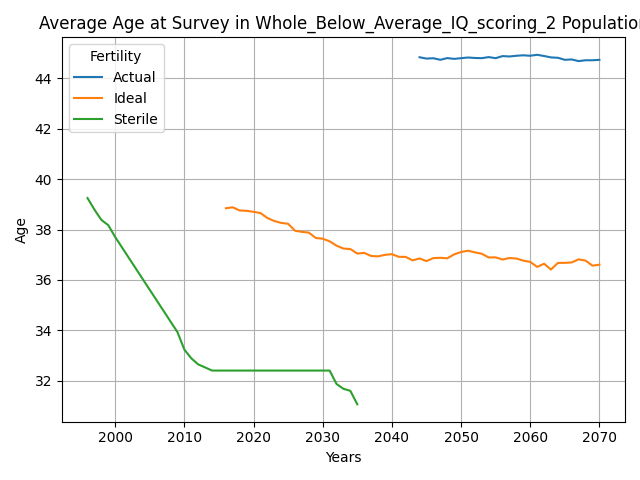 Average Age at Survey in Whole_Below_Average_IQ_scoring_2 Population
Fertility
Actual
Ideal
Sterile
44
42
40
38
36
34
32
Age
2000
2010
2020
2030
2040
2050
2060
2070
Years